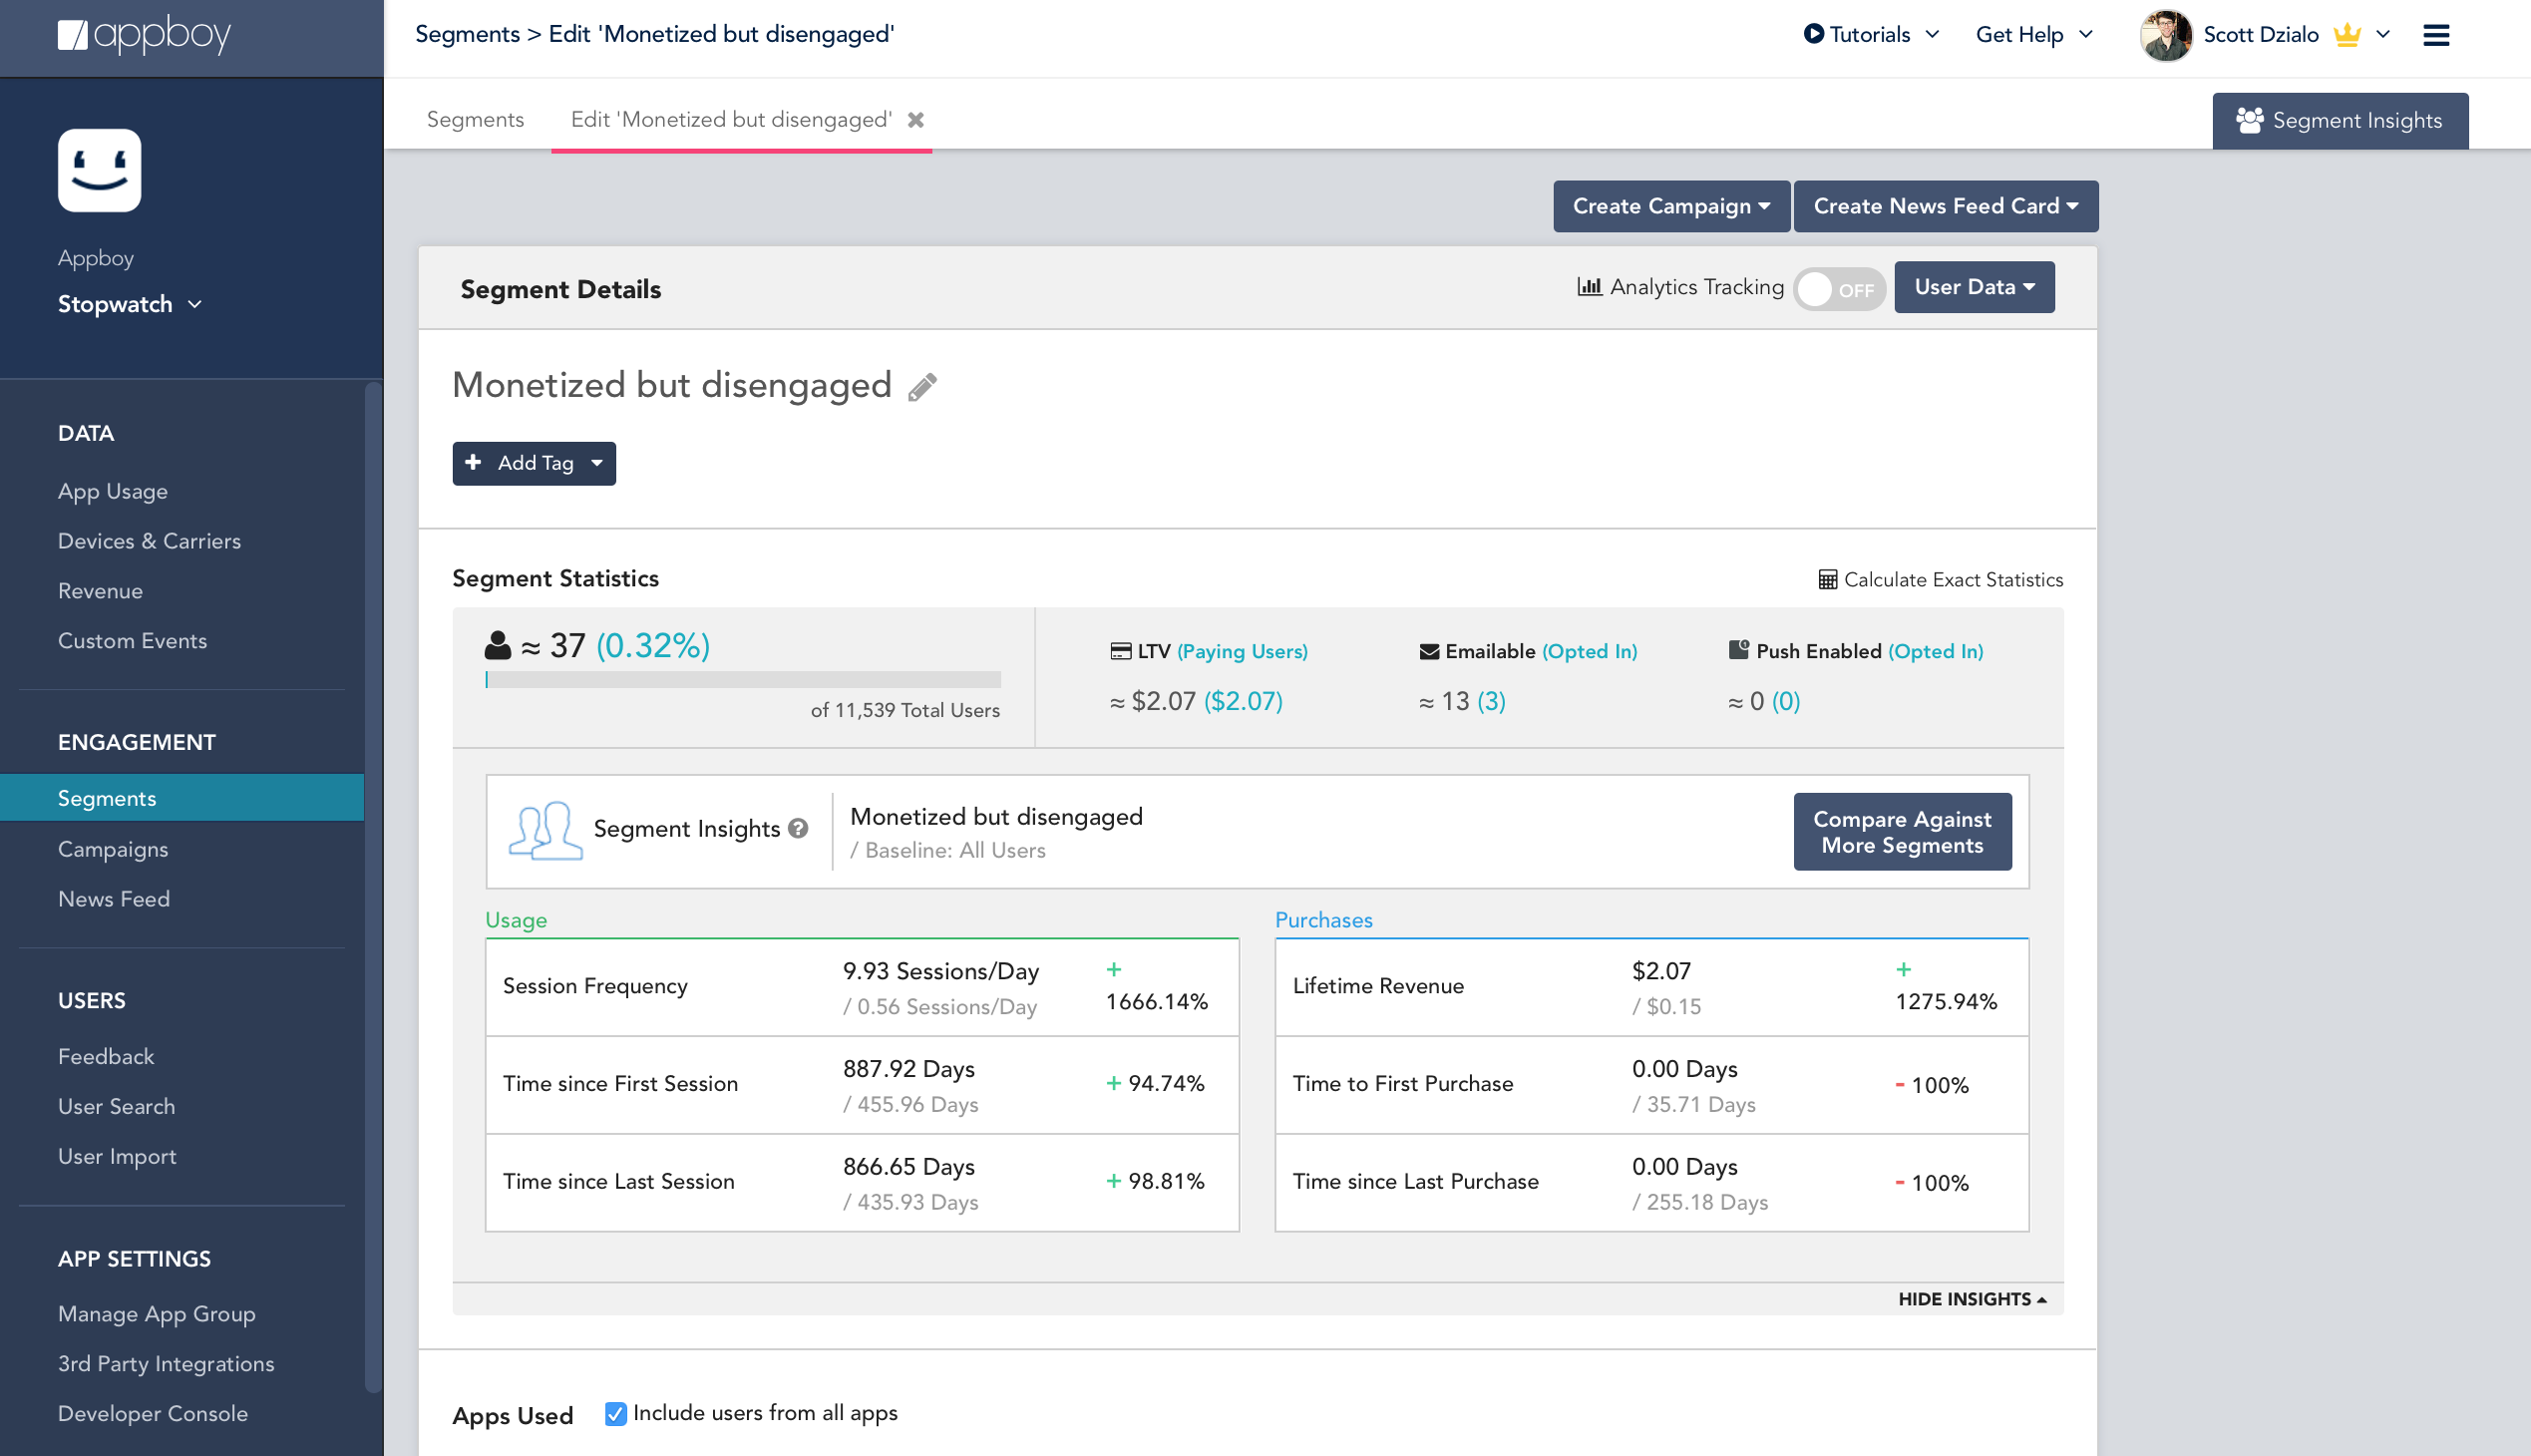 appboy
Segments > Edit 'Monetized but disengaged'
Tutorials
Get Help
Scott Dzialo
Segments
Edit 'Monetized but disengaged'
Segment Insights
Appboy
Stopwatch
DATA
App Usage
Devices & Carriers
Revenue
Custom Events
ENGAGEMENT
Segments
Campaigns
News Feed
USERS
Feedback
User Search
User Import
APP SETTINGS
Manage App Group
3rd Party Integrations
Developer Console
Create Campaign
Create News Feed Card
Segment Details
Analytics Tracking
OFF
User Data
Monetized but disengaged
+ Add Tag
Segment Statistics
Calculate Exact Statistics
≈ 37 (0.32%)
of 11,539 Total Users
LTV (Paying Users)
≈ $2.07 ($2.07)
Emailable (Opted In)
≈ 13 (3)
Push Enabled (Opted In)
≈ 0 (0)
Segment Insights ?
Monetized but disengaged
/ Baseline: All Users
Compare Against
More Segments
Usage
Session Frequency
9.93 Sessions/Day
/ 0.56 Sessions/Day
+
1666.14%
Time since First Session
887.92 Days
/ 455.96 Days
+ 94.74%
Time since Last Session
866.65 Days
/ 435.93 Days
+ 98.81%
Purchases
Lifetime Revenue
$2.07
/ $0.15
+
1275.94%
Time to First Purchase
0.00 Days
/ 35.71 Days
- 100%
Time since Last Purchase
0.00 Days
/ 255.18 Days
- 100%
HIDE INSIGHTS
Apps Used
Include users from all apps